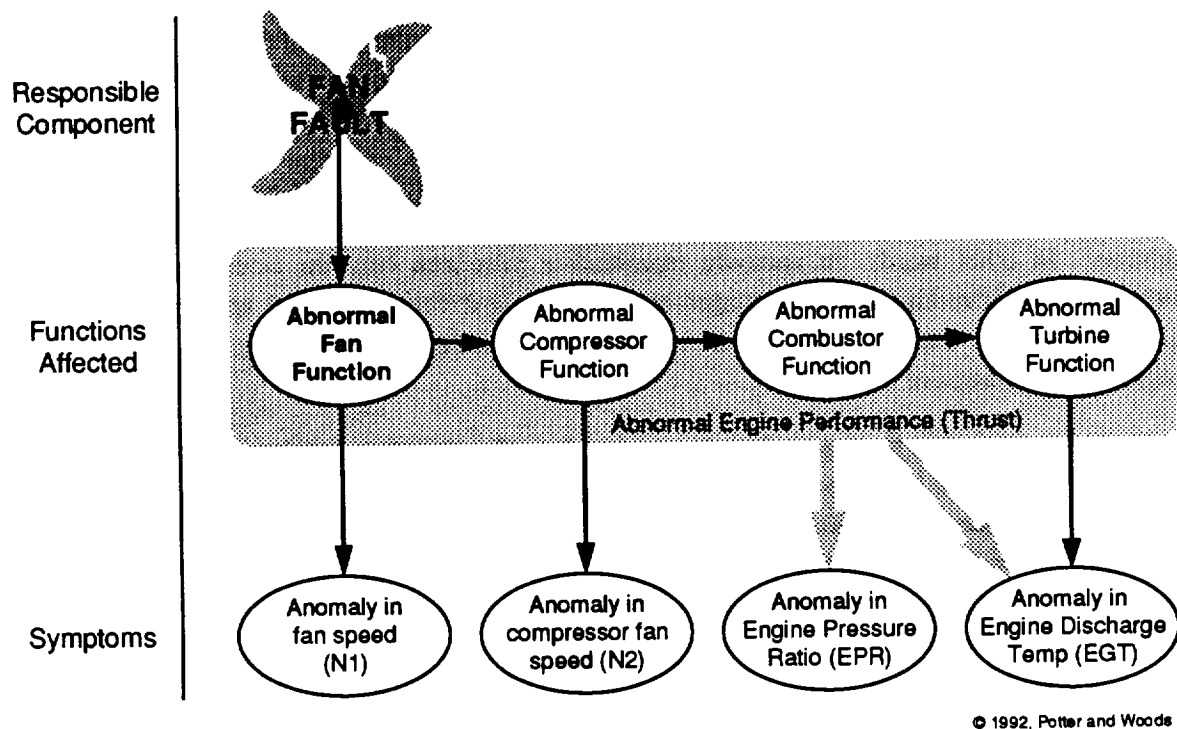 Responsible
Component
FAN
FAULT
Functions
Affected
Abnormal
Fan
Function
Abnormal
Compressor
Function
Abnormal
Combustor
Function
Abnormal
Turbine
Function
Abnormal Engine Performance (Thrust)
Symptoms
Anomaly in
fan speed
(N1)
Anomaly in
compressor fan
speed (N2)
Anomaly in
Engine Pressure
Ratio (EPR)
Anomaly in
Engine Discharge
Temp (EGT)
© 1992, Potter and Woods